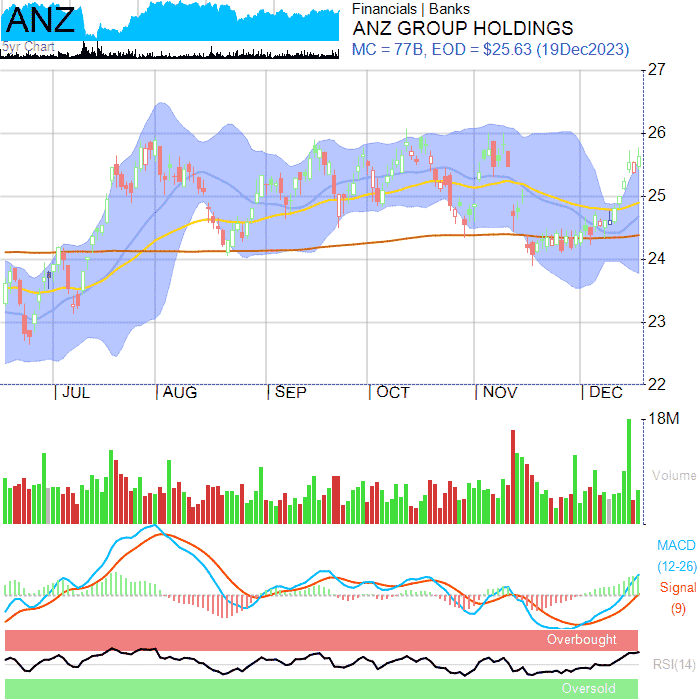 ANZ
5yr Chart
Financials | Banks
ANZ GROUP HOLDINGS
MC = 77B, EOD = $25.63 (19Dec2023)
27
26
25
24
23
22
JUL
AUG
SEP
OCT
NOV
DEC
18M
Volume
MACD
(12-26)
Signal
(9)
Overbought
RSI(14)
Oversold